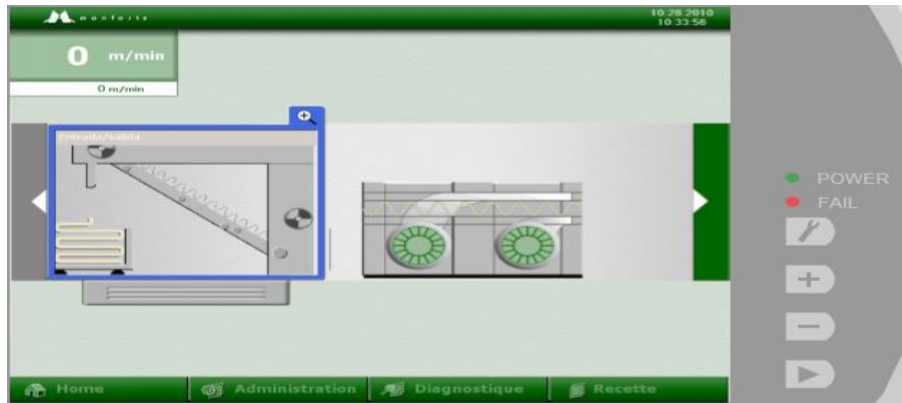 monforts
10.28.2010
10:33:56
0 m/min
0 m/min
Entrada/salida
POWER
FAIL
Home
Administration
Diagnostique
Recette